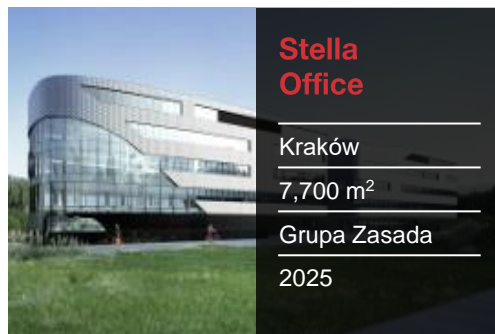 Stella
Office
Kraków
7,700 m²
Grupa Zasada
2025